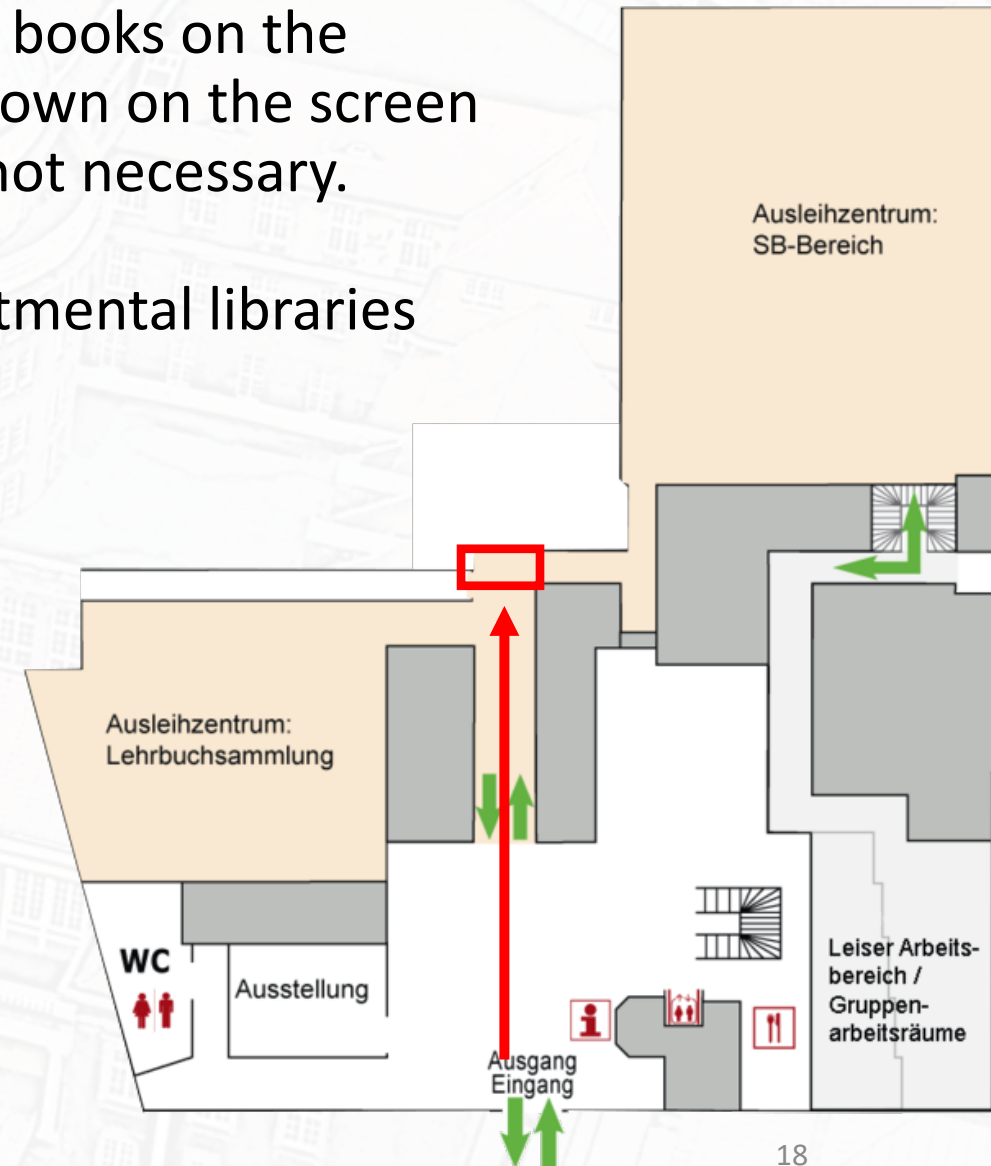 books on the
own on the screen
not necessary.
tmental libraries
Ausleihzentrum:
SB-Bereich
Ausleihzentrum:
Lehrbuchsammlung
WC
Ausstellung
Leiser Arbeits-
bereich /
Gruppen-
arbeitsräume
Ausgang
Eingang
18